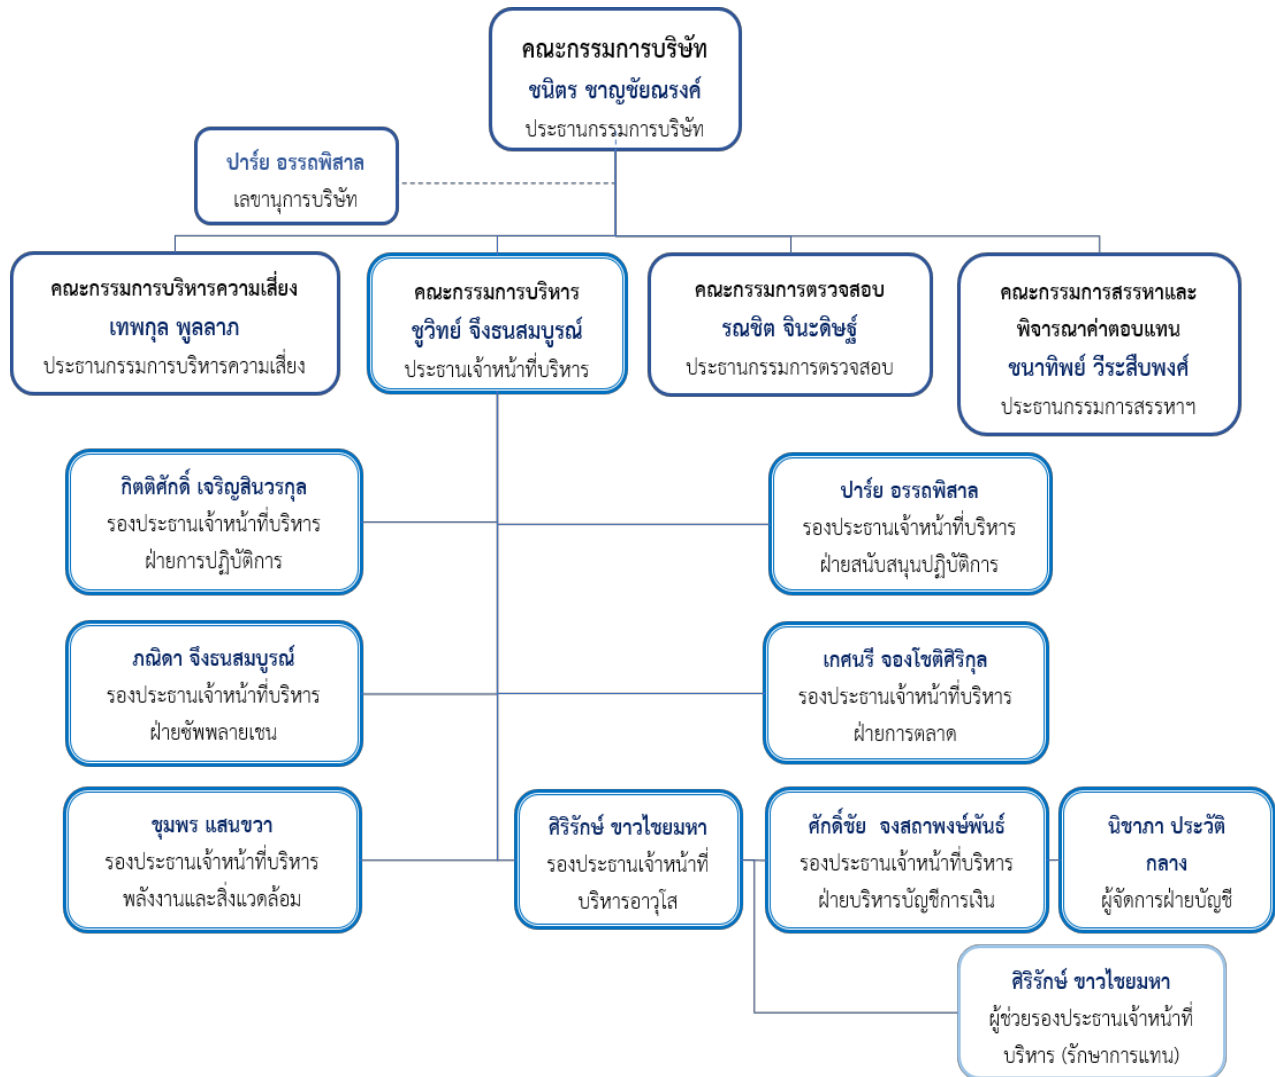 คณะกรรมการบริษัท
ชนิตร ชาญชัยณรงค์
ประธานกรรมการบริษัท
ปาร์ย อรรถพิสาล
เลขานุการบริษัท
คณะกรรมการบริหารความเสี่ยง
เทพกุล พูลลาภ
ประธานกรรมการบริหารความเสี่ยง
คณะกรรมการบริหาร
ชูวิทย์ จึงธนสมบูรณ์
ประธานเจ้าหน้าที่บริหาร
คณะกรรมการตรวจสอบ
รณชิต จินะดิษฐ์
ประธานกรรมการตรวจสอบ
คณะกรรมการสรรหาและ
พิจารณาค่าตอบแทน
ชนาทิพย์ วีระสืบพงศ์
ประธานกรรมการสรรหาฯ
กิตติศักดิ์ เจริญสินวรกุล
รองประธานเจ้าหน้าที่บริหาร
ฝ่ายการปฏิบัติการ
ปาร์ย อรรถพิสาล
รองประธานเจ้าหน้าที่บริหาร
ฝ่ายสนับสนุนปฏิบัติการ
ภณิดา จึงธนสมบูรณ์
รองประธานเจ้าหน้าที่บริหาร
ฝ่ายซัพพลายเชน
เกศนรี จองโชติศิริกุล
รองประธานเจ้าหน้าที่บริหาร
ฝ่ายการตลาด
ชุมพร แสนขวา
รองประธานเจ้าหน้าที่บริหาร
พลังงานและสิ่งแวดล้อม
ศิริรักษ์ ขาวไชยมหา
รองประธานเจ้าหน้าที่
บริหารอาวุโส
ศักดิ์ชัย จงสถาพงษ์พันธ์
รองประธานเจ้าหน้าที่บริหาร
ฝ่ายบริหารบัญชีการเงิน
นิชาภา ประวัติ
กลาง
ผู้จัดการฝ่ายบัญชี
ศิริรักษ์ ขาวไชยมหา
ผู้ช่วยรองประธานเจ้าหน้าที่
บริหาร (รักษาการแทน)